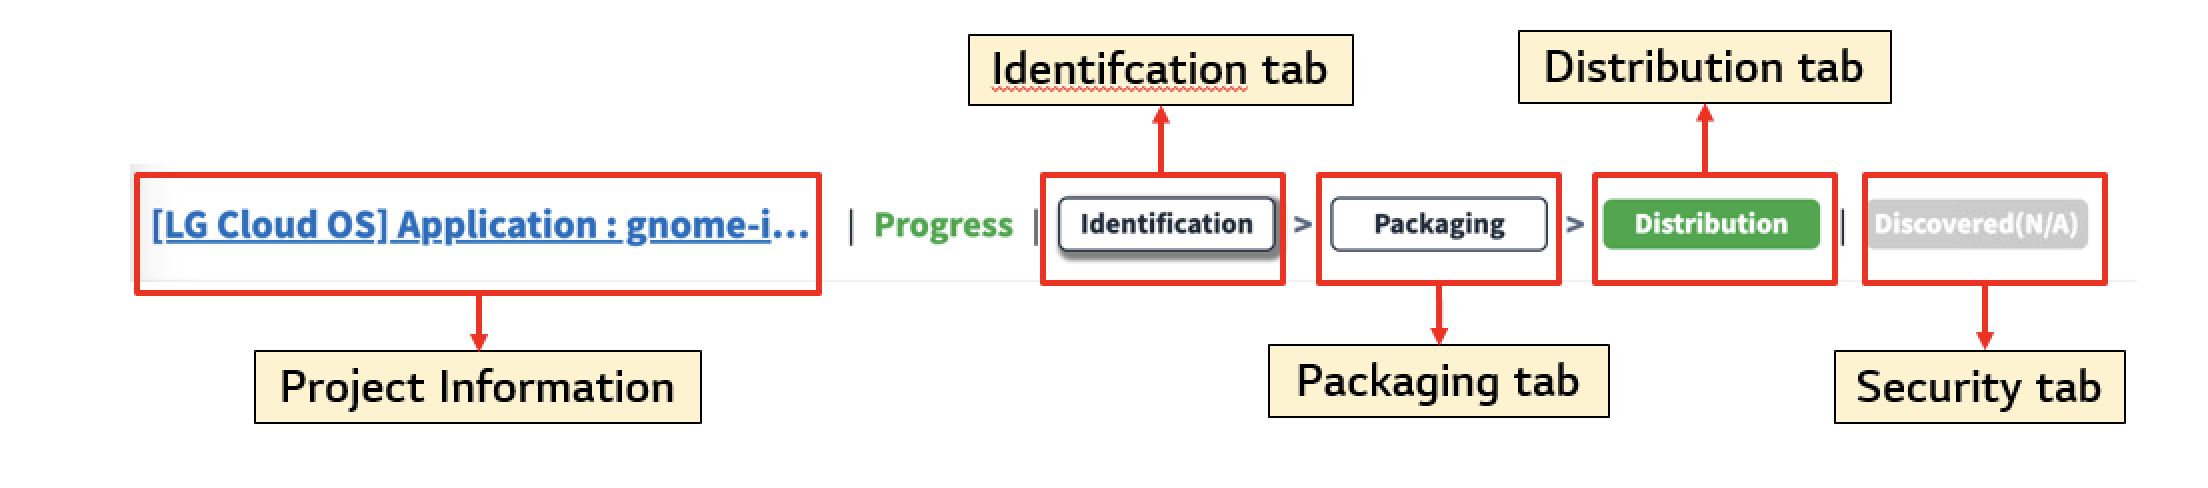 Identifcation tab
Distribution tab
[LG Cloud OS] Application : gnome-i... | Progress | Identification > Packaging > Distribution | Discovered(N/A)
Project Information
Packaging tab
Security tab